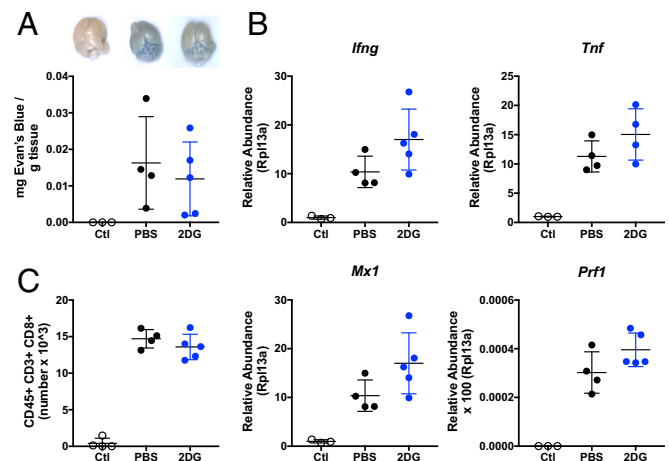 A
B
mg Evan's Blue /
g tissue
0.04
0.03
0.02
0.01
0.00
Ctl PBS 2DG
Ifng
Relative Abundance
(Rpl13a)
30
20
10
0
Ctl PBS 2DG
Tnf
Relative Abundance
(Rpl13a)
25
20
15
10
5
0
Ctl PBS 2DG
C
CD45+ CD3+ CD8+
(number x 10^3)
20
15
10
5
0
Ctl PBS 2DG
Mx1
Relative Abundance
(Rpl13a)
30
20
10
0
Ctl PBS 2DG
Prf1
Relative Abundance
x 100 (Rpl13a)
0.0006
0.0004
0.0002
0.0000
Ctl PBS 2DG